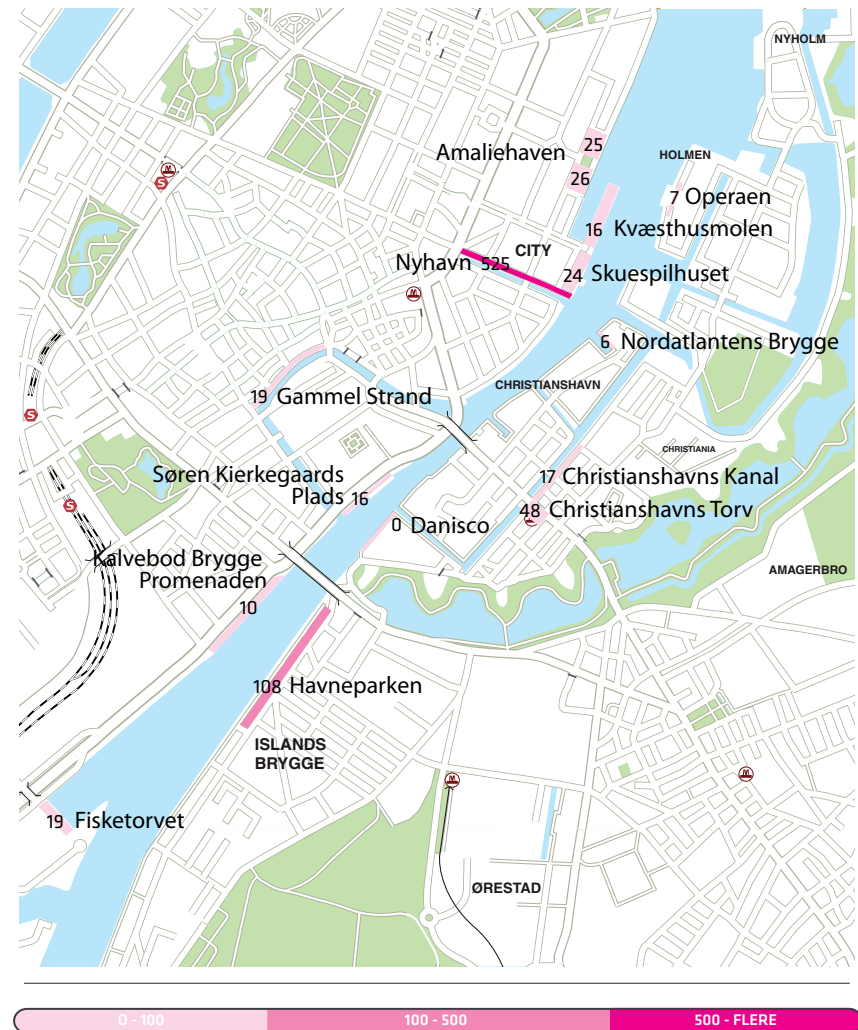 NYHOLM
25
Amaliehaven
HOLMEN
26
7 Operaen
16 Kvæsthusmolen
CITY
Nyhavn 525
24 Skuespilhuset
6 Nordatlantens Brygge
CHRISTIANSHAVN
19 Gammel Strand
CHRISTIANIA
Søren Kierkegaards
Plads 16
17 Christianshavns Kanal
48 Christianshavns Torv
0 Danisco
Kalvebod Brygge
Promenaden
10
AMAGERBRO
108 Havneparken
ISLANDS
BRYGGE
19 Fisketorvet
ØRESTAD
S
M
M
S
S
M
M
M
0 - 100
100 - 500
500 - FLERE